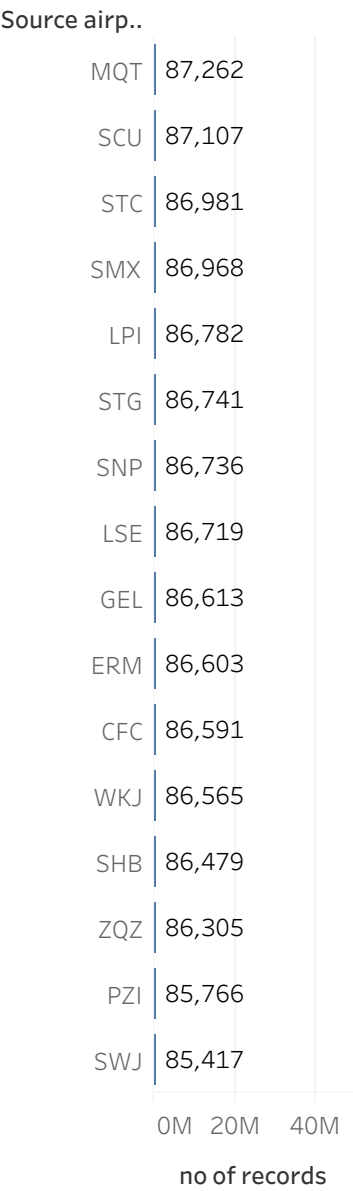 Source airp..
MQT 87,262
SCU 87,107
STC 86,981
SMX 86,968
LPI 86,782
STG 86,741
SNP 86,736
LSE 86,719
GEL 86,613
ERM 86,603
CFC 86,591
WKJ 86,565
SHB 86,479
ZQZ 86,305
PZI 85,766
SWJ 85,417
0M 20M 40M
no of records